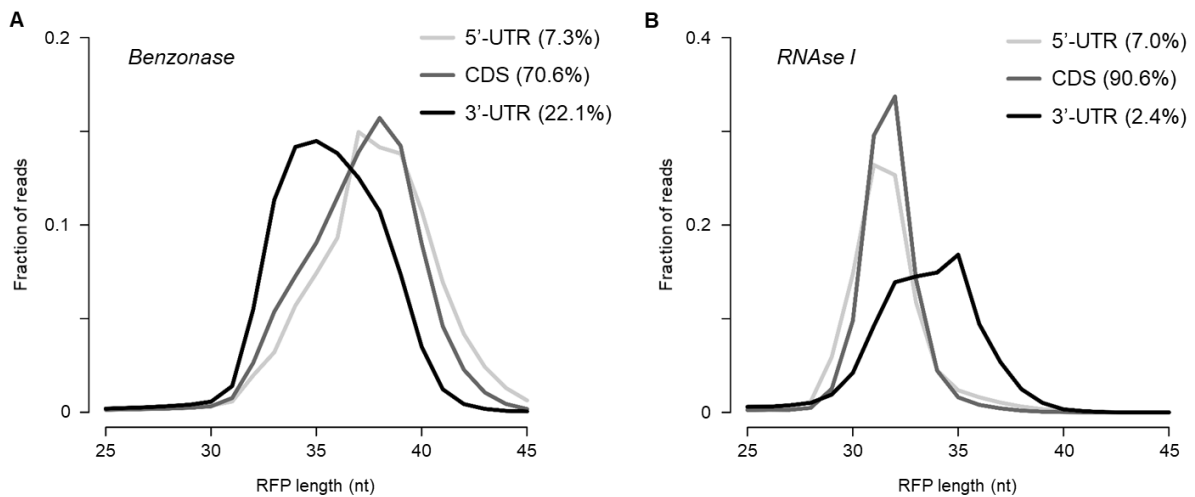 A
Benzonase
5’-UTR (7.3%)
CDS (70.6%)
3’-UTR (22.1%)
Fraction of reads
0.2
0.1
0
25 30 35 40 45
RFP length (nt)
B
RNAse I
5’-UTR (7.0%)
CDS (90.6%)
3’-UTR (2.4%)
Fraction of reads
0.4
0.2
0
25 30 35 40 45
RFP length (nt)